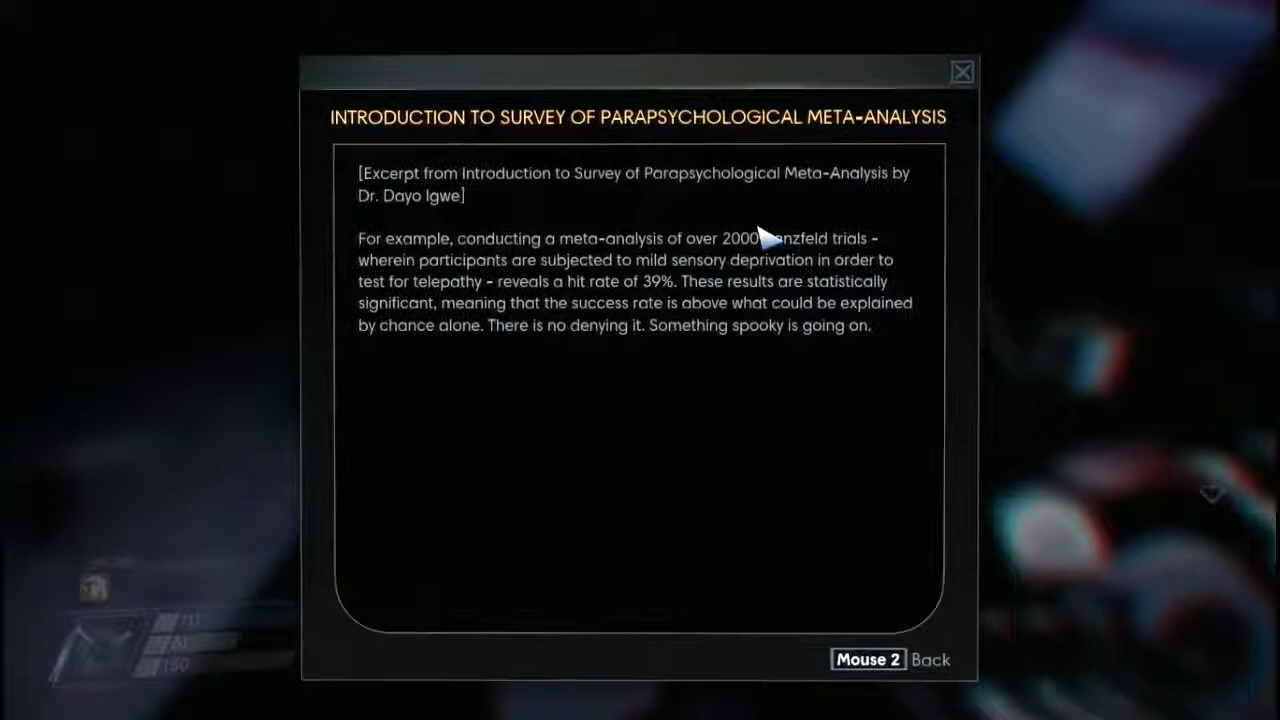 INTRODUCTION TO SURVEY OF PARAPSYCHOLOGICAL META-ANALYSIS
[Excerpt from Introduction to Survey of Parapsychological Meta-Analysis by
Dr. Dayo Igwe]
For example, conducting a meta-analysis of over 2000 trials -
wherein participants are subjected to mild sensory deprivation in order to
test for telepathy - reveals a hit rate of 39%. These results are statistically
significant, meaning that the success rate is above what could be explained
by chance alone. There is no denying it. Something spooky is going on.
Mouse 2 Back